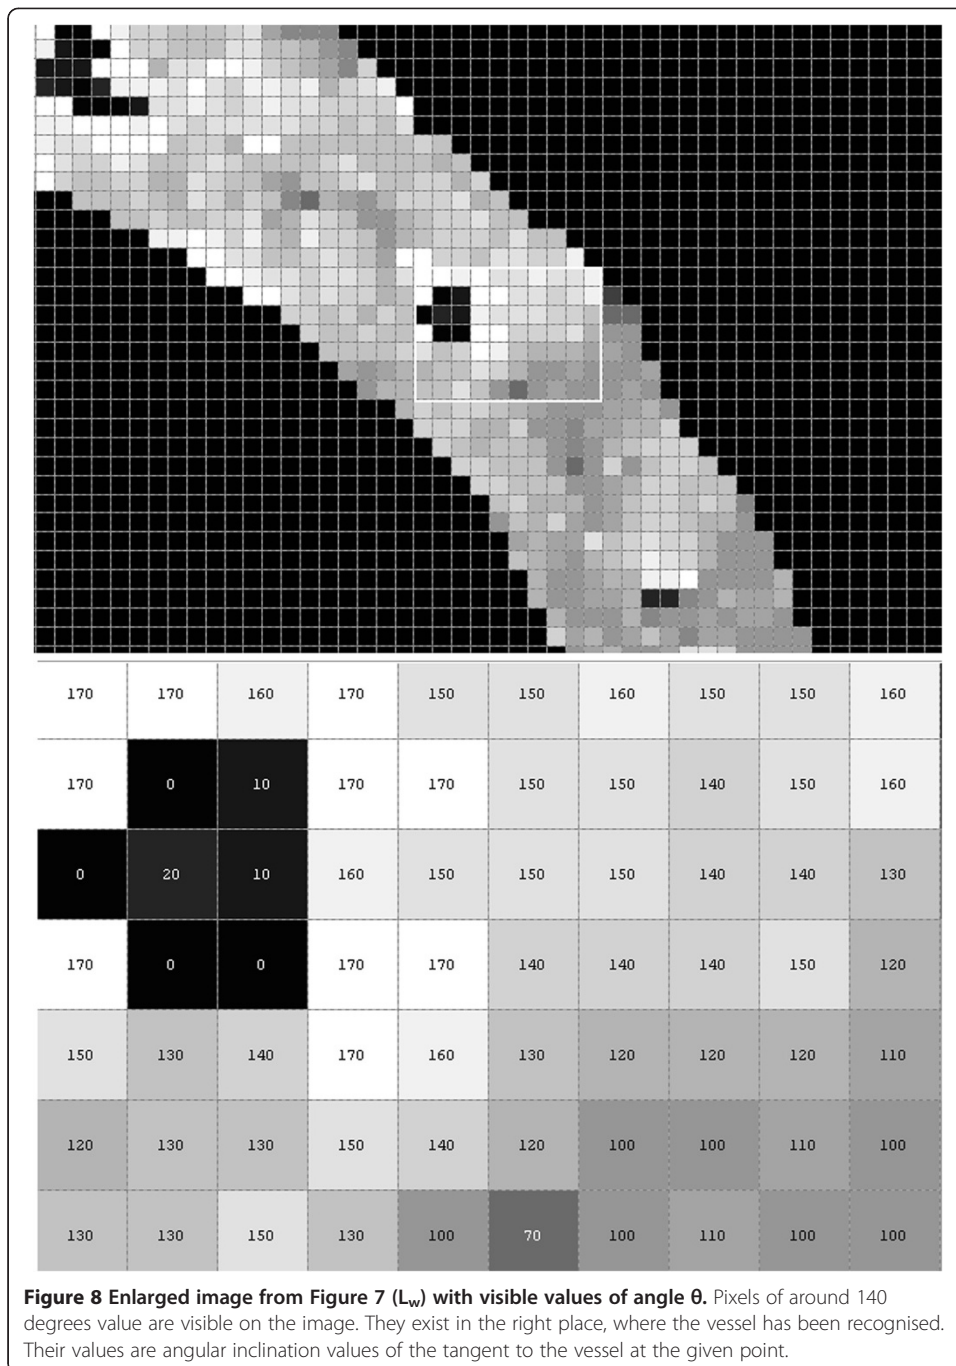 170 170 160 170 150 150 160 150 150 160
170 0 10 170 170 150 150 140 150 160
0 20 10 160 150 150 150 140 140 130
170 0 0 170 170 140 140 140 150 120
150 130 140 170 160 130 120 120 120 110
120 130 130 150 140 120 100 100 110 100
130 130 150 130 100 70 100 110 100 100
Figure 8 Enlarged image from Figure 7 (Lw) with visible values of angle θ. Pixels of around 140
degrees value are visible on the image. They exist in the right place, where the vessel has been recognised.
Their values are angular inclination values of the tangent to the vessel at the given point.